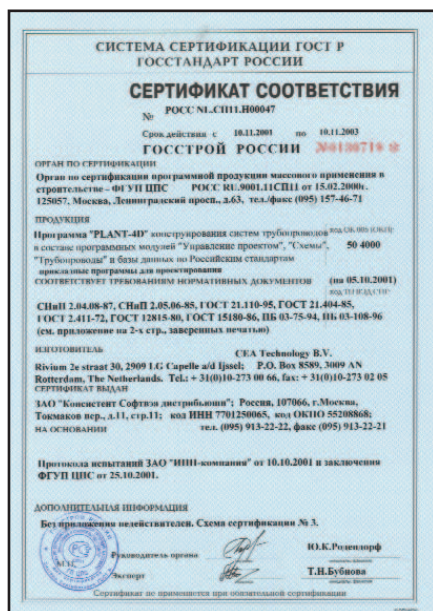 СИСТЕМА СЕРТИФИКАЦИИ ГОСТ Р
ГОССТАНДАРТ РОССИИ
СЕРТИФИКАТ СООТВЕТСТВИЯ
№ РОСС NL.СП11.Н00047
Срок действия с 10.11.2001 по 10.11.2003
ГОССТРОЙ РОССИИ №0130719
ОРГАН ПО СЕРТИФИКАЦИИ
Орган по сертификации программной продукции массового применения в
строительстве - ФГУП ЦПС РОСС RU.9001.11СП11 от 15.02.2000г.
125057, Москва, Ленинградский просп., д.63, тел./факс (095) 157-46-71
ПРОДУКЦИЯ
Программа "PLANT-4D" конструирования систем трубопроводов код ОК 005 (ОКП):
в составе программных модулей "Управление проектом", "Схемы", 50 4000
"Трубопроводы" и базы данных по Российским стандартам
прикладные программы для проектирования
СООТВЕТСТВУЕТ ТРЕБОВАНИЯМ НОРМАТИВНЫХ ДОКУМЕНТОВ (на 05.10.2001)
код ТН ВЭД СНГ:
СНиП 2.04.08-87, СНиП 2.05.06-85, ГОСТ 21.110-95, ГОСТ 21.404-85,
ГОСТ 2.411-72, ГОСТ 12815-80, ГОСТ 15180-86, ПБ 03-75-94, ПБ 03-108-96
(см. приложение на 2-х стр., заверенных печатью)
ИЗГОТОВИТЕЛЬ CEA Technology B.V.
Rivium 2e straat 30, 2909 LG Capelle a/d Ijssel; P.O. Box 8589, 3009 AN
Rotterdam, The Netherlands. Tel.: + 31(0)10-273 00 66, fax: + 31(0)10-273 02 05
СЕРТИФИКАТ ВЫДАН
ЗАО "Консистент Софтвэа дистрибьюшн"; Россия, 107066, г.Москва,
Токмаков пер., д.11, стр.11; код ИНН 7701250065, код ОКПО 55208868;
НА ОСНОВАНИИ тел. (095) 913-22-22, факс (095) 913-22-21
Протокола испытаний ЗАО "ИНН-компания" от 10.10.2001 и заключения
ФГУП ЦПС от 25.10.2001.
ДОПОЛНИТЕЛЬНАЯ ИНФОРМАЦИЯ
Без приложения недействителен. Схема сертификации № 3.
Руководитель органа Ю.К.Розендорф
М.П.
Эксперт Т.Н.Бубнова
Сертификат не применяется при обязательной сертификации